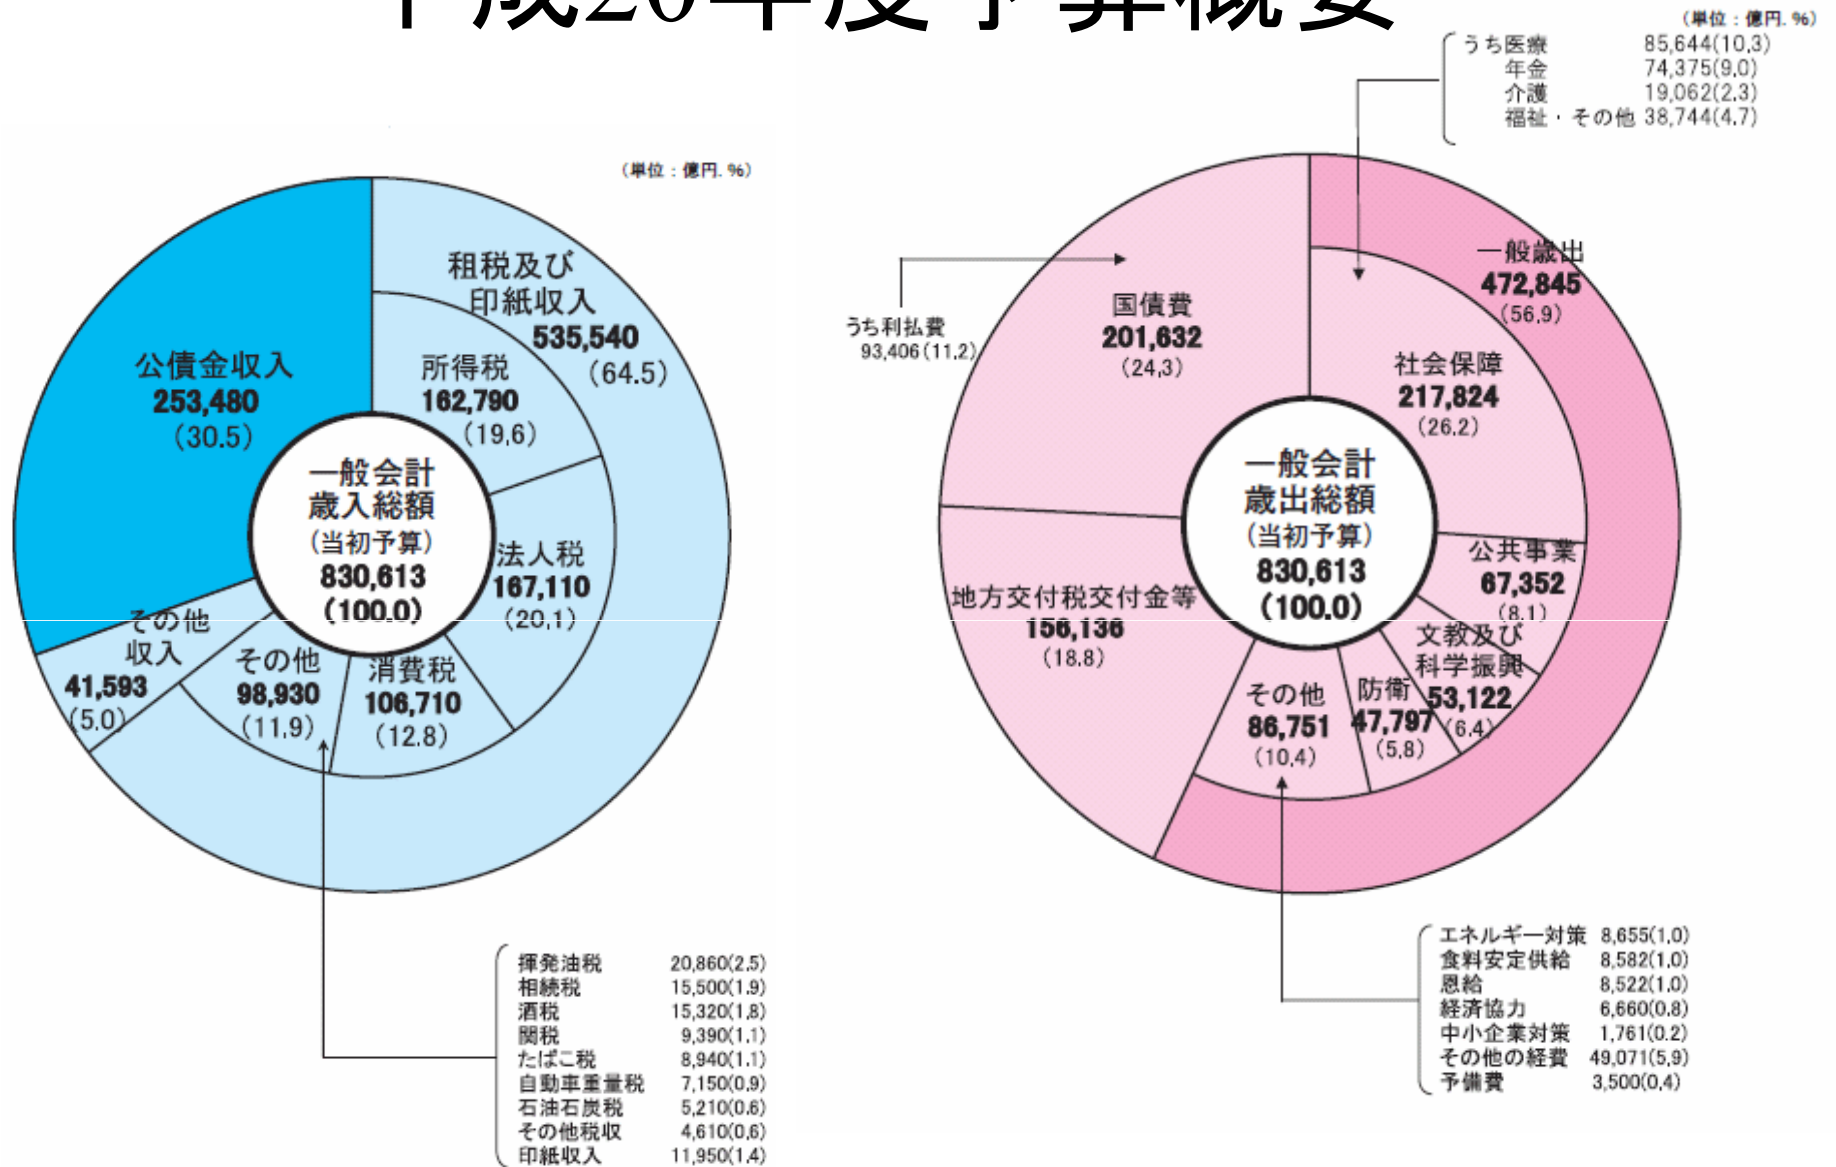 平成20年度予算概要
(単位：億円.％)
公債金収入
253,480
(30.5)
租税及び
印紙収入
535,540
(64.5)
所得税
162,790
(19.6)
法人税
167,110
(20.1)
消費税
106,710
(12.8)
その他
98,930
(11.9)
その他
収入
41,593
(5.0)
一般会計
歳入総額
(当初予算)
830,613
(100.0)
揮発油税 20,860(2.5)
相続税 15,500(1.9)
酒税 15,320(1.8)
関税 9,390(1.1)
たばこ税 8,940(1.1)
自動車重量税 7,150(0.9)
石油石炭税 5,210(0.6)
その他税収 4,610(0.6)
印紙収入 11,950(1.4)
(単位：億円.％)
うち医療 85,644(10.3)
年金 74,375(9.0)
介護 19,062(2.3)
福祉・その他 38,744(4.7)
一般歳出
472,845
(56.9)
国債費
201,632
(24.3)
うち利払費
93,406(11.2)
社会保障
217,824
(26.2)
公共事業
67,352
(8.1)
文教及び
科学振興
53,122
(6.4)
防衛
47,797
(5.8)
その他
86,751
(10.4)
地方交付税交付金等
156,136
(18.8)
一般会計
歳出総額
(当初予算)
830,613
(100.0)
エネルギー対策 8,655(1.0)
食料安定供給 8,582(1.0)
恩給 8,522(1.0)
経済協力 6,660(0.8)
中小企業対策 1,761(0.2)
その他の経費 49,071(5.9)
予備費 3,500(0.4)